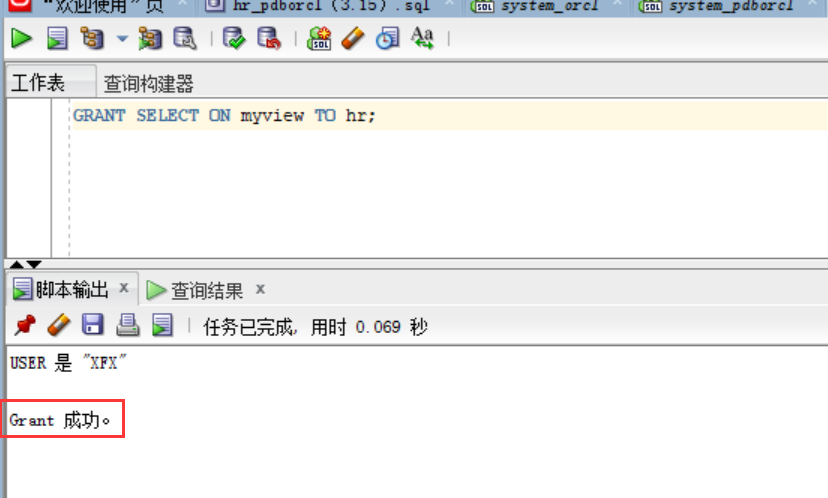 “欢迎使用”页 hr_pdborcl (3.15).sql system_orcl system_pdborcl
工作表 查询构建器
GRANT SELECT ON myview TO hr;
脚本输出 x 查询结果 x
任务已完成, 用时 0.069 秒
USER 是 "XFX"
Grant 成功。